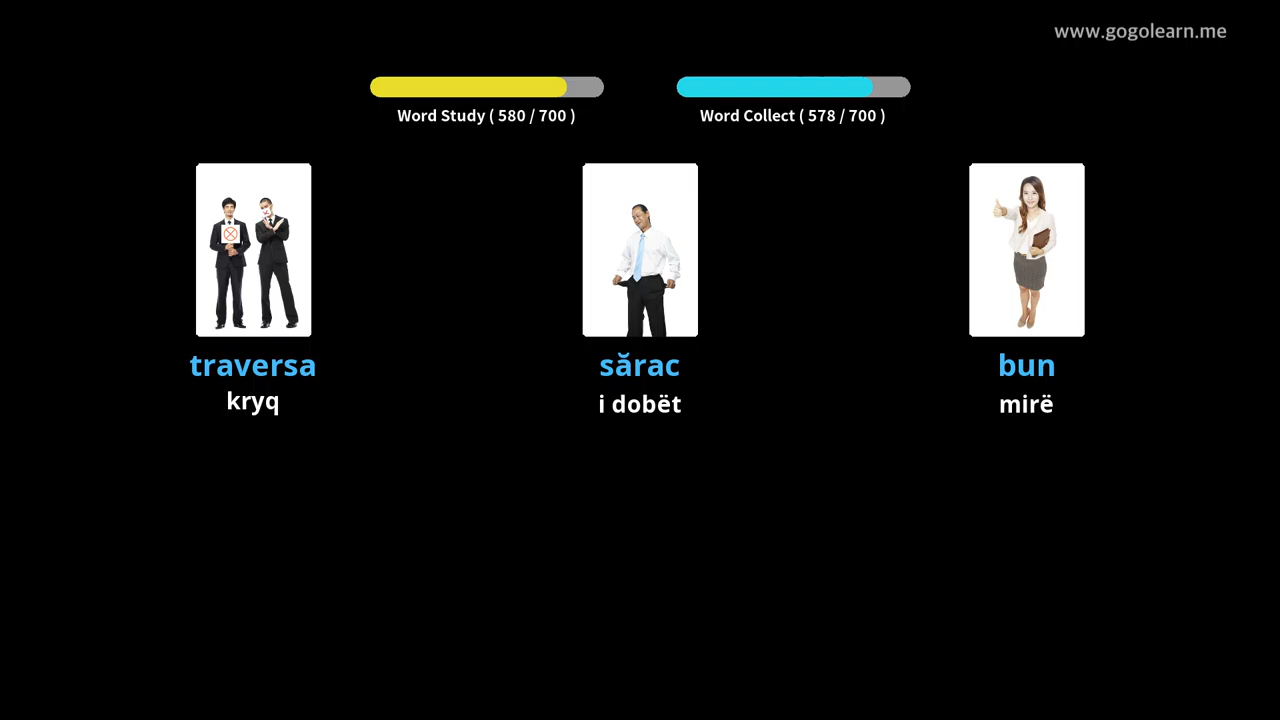 www.gogolearn.me
Word Study ( 580 / 700 )
Word Collect ( 578 / 700 )
traversa
kryq
sărac
i dobët
bun
mirë